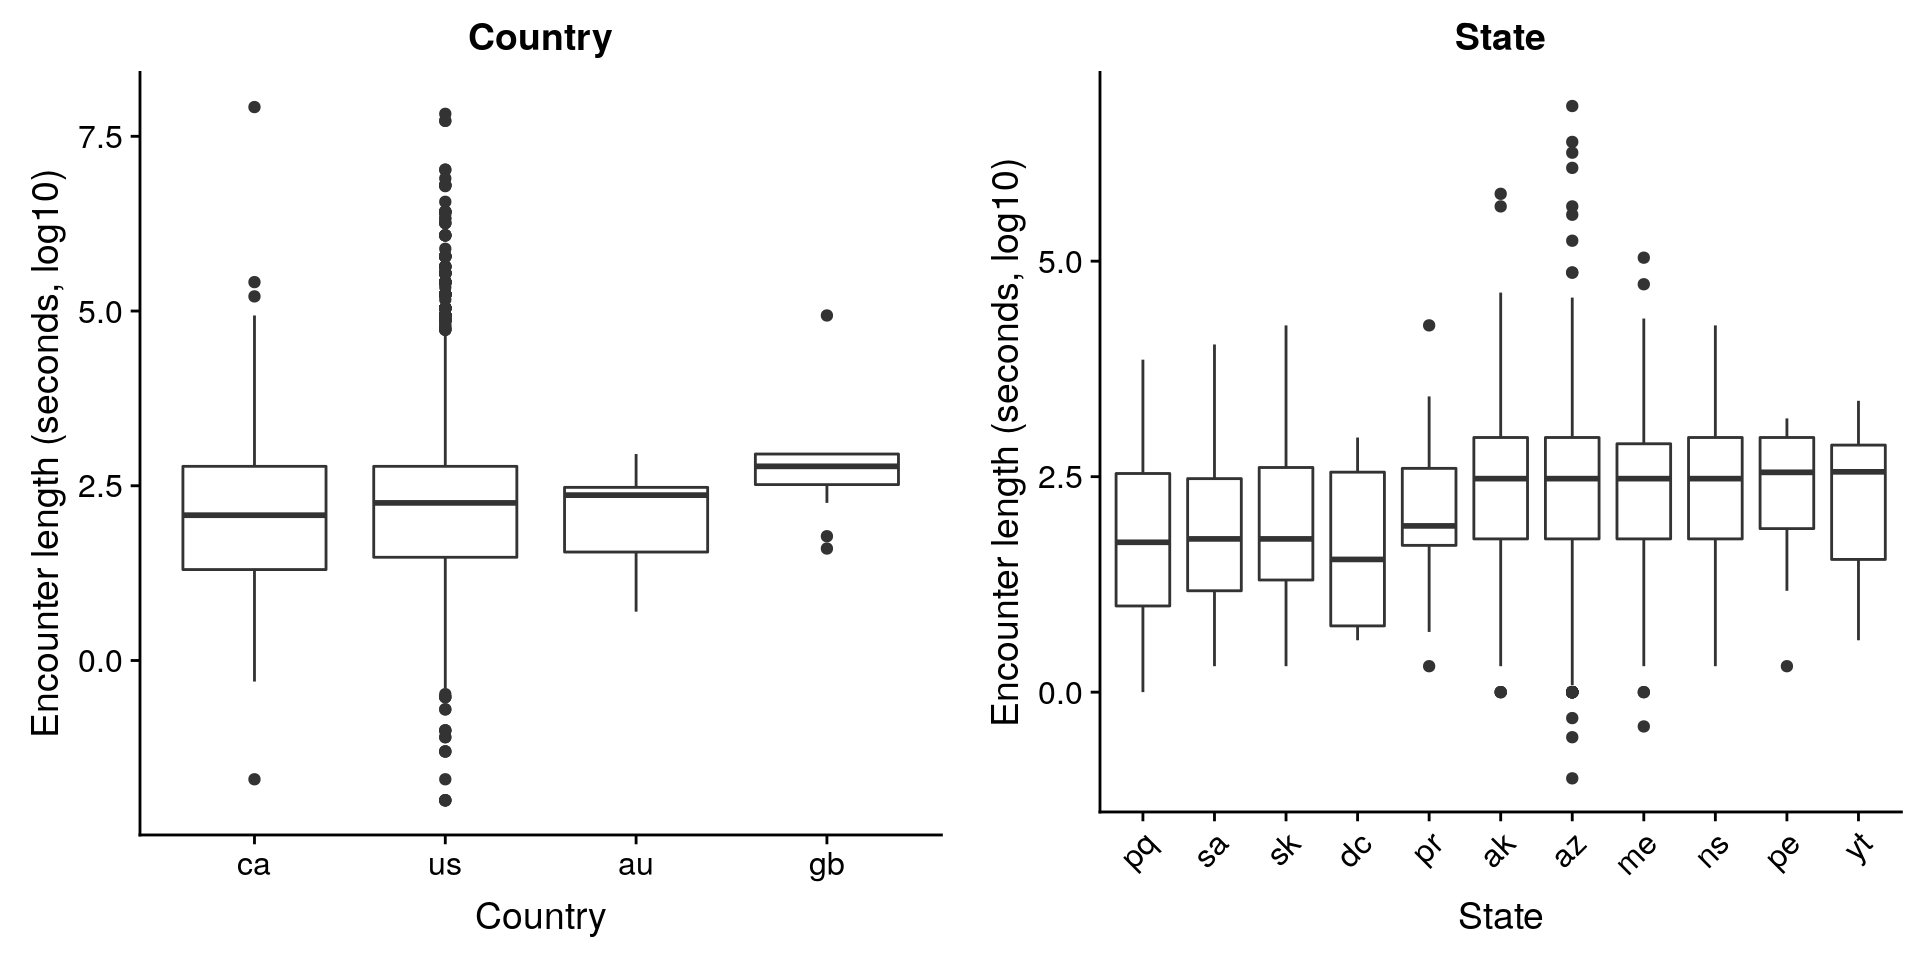 Country
Encounter length (seconds, log10)
7.5
5.0
2.5
0.0
ca us au gb
Country
State
Encounter length (seconds, log10)
5.0
2.5
0.0
pq sa sk dc pr ak az me ns pe yt
State